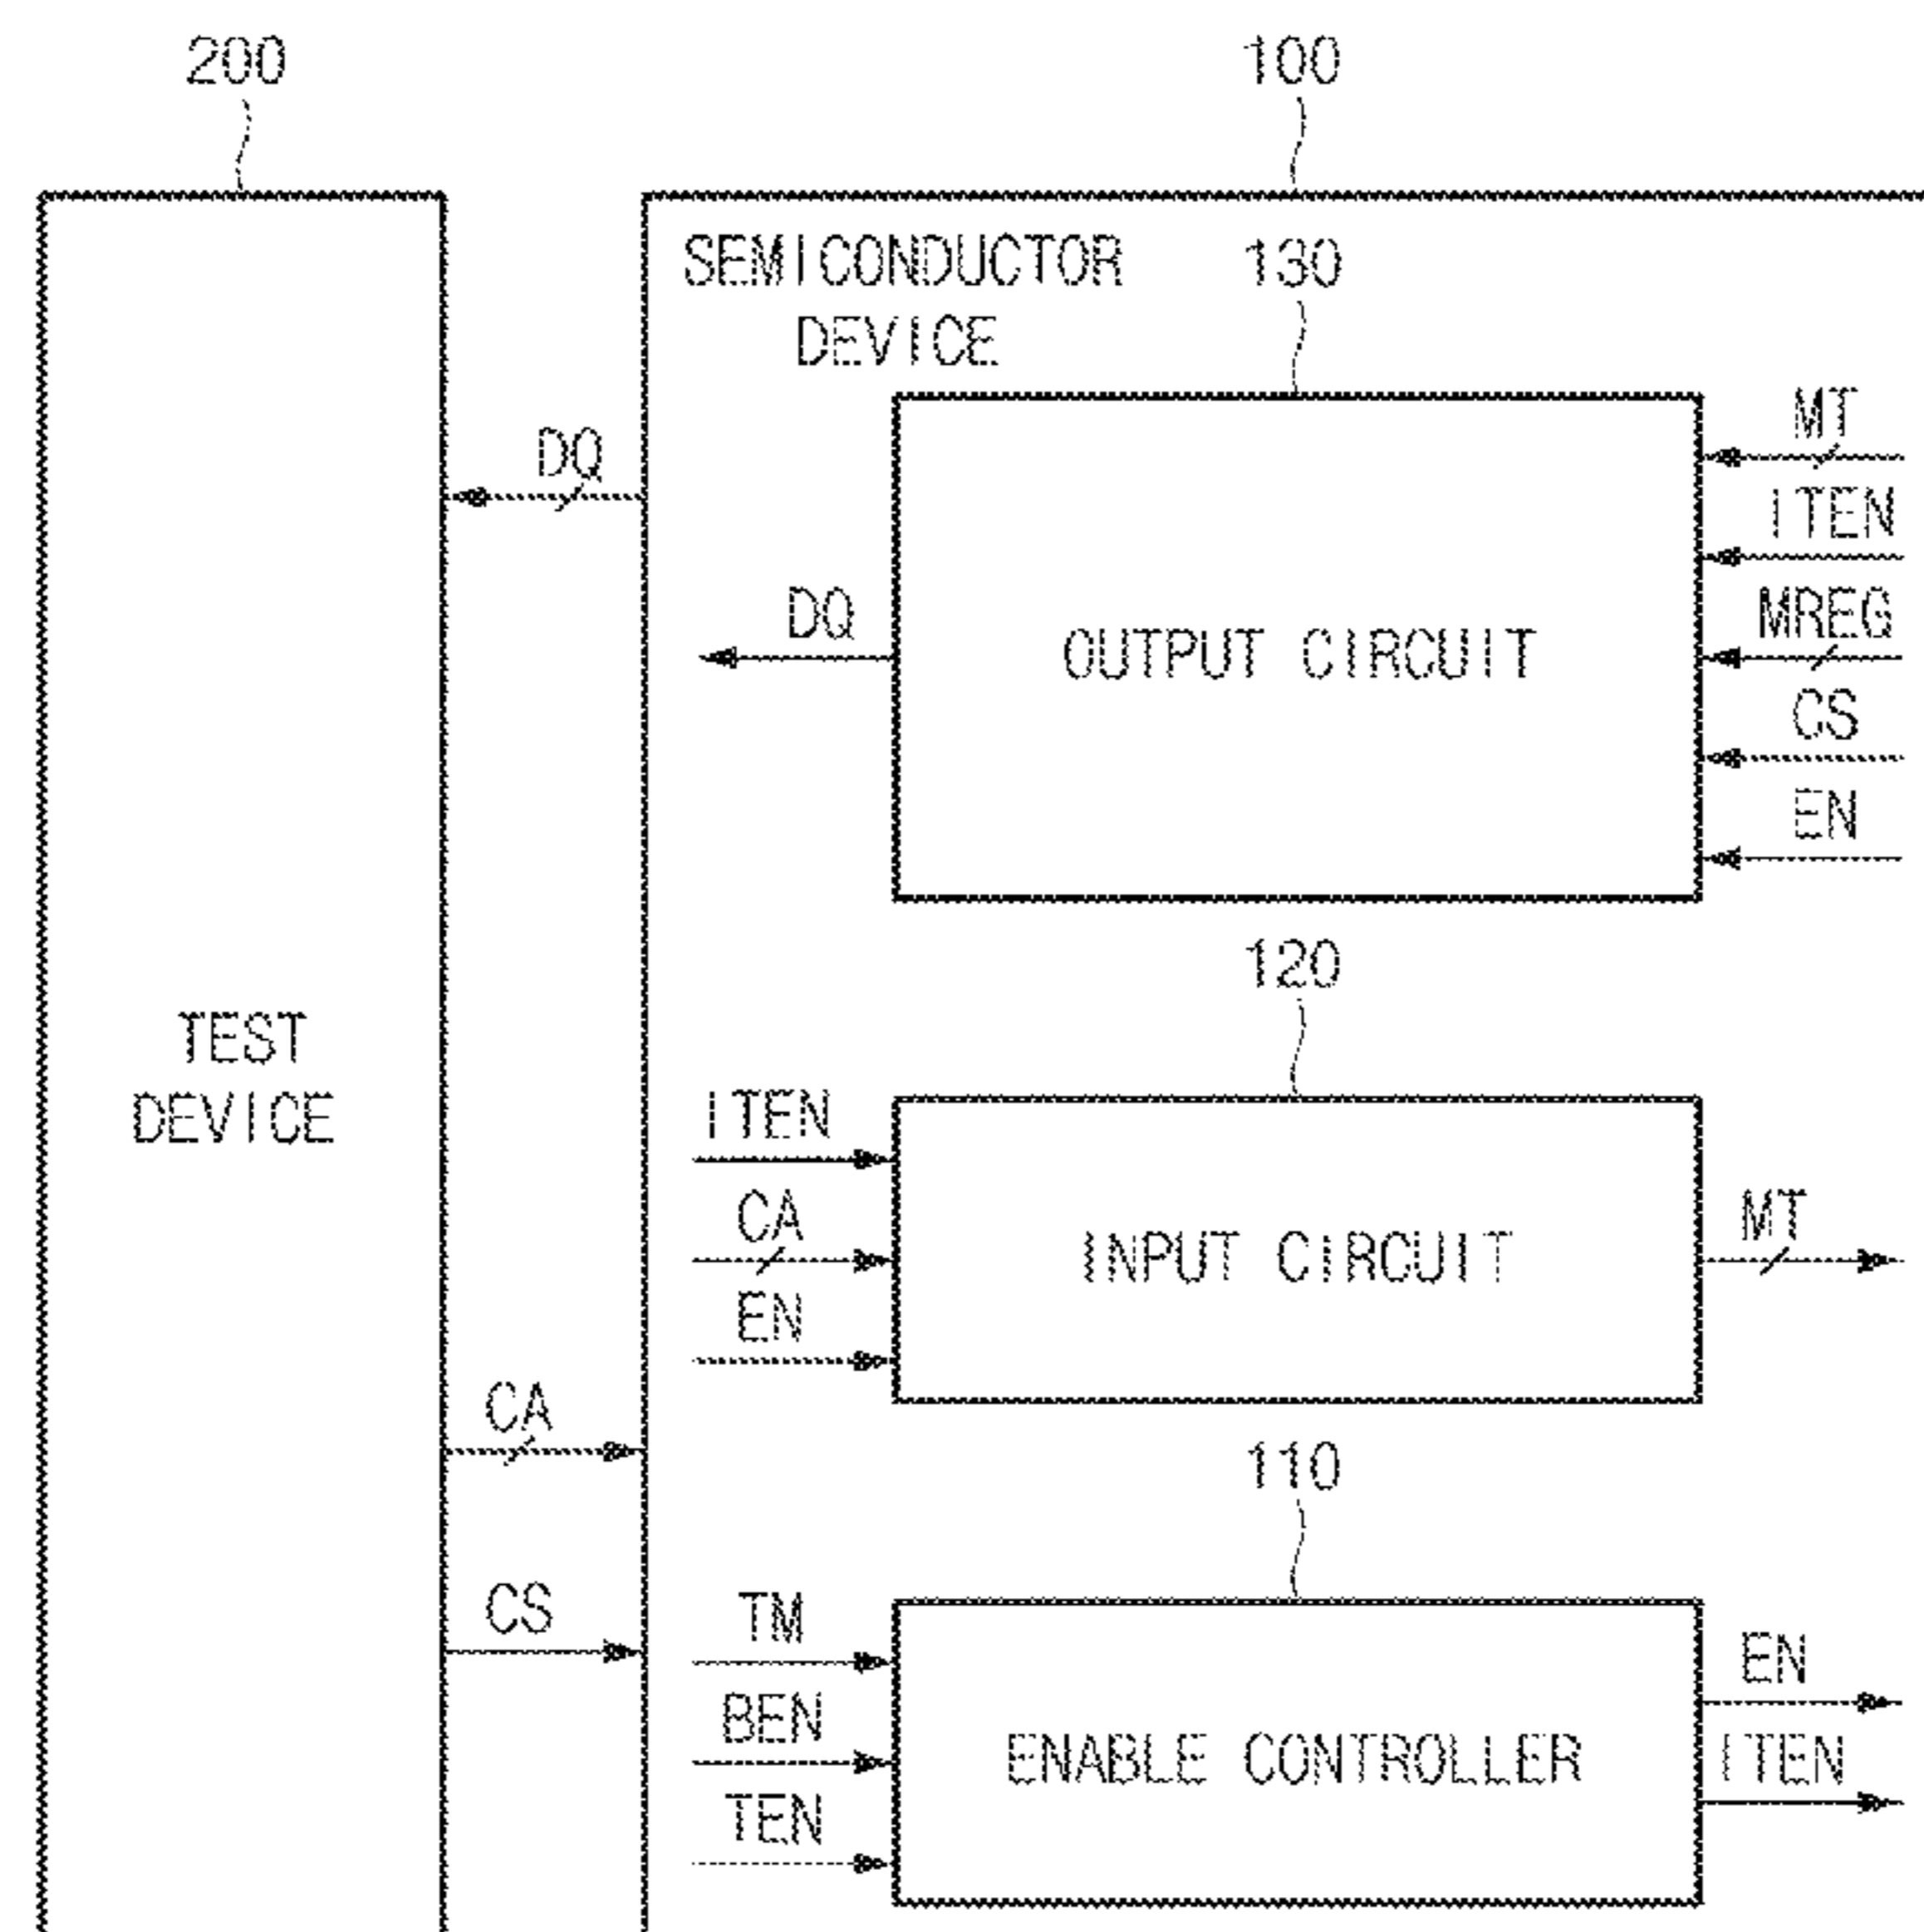 200
100
SEMICONDUCTOR
DEVICE
130
DQ
DQ
OUTPUT CIRCUIT
MT
ITEN
MREG
CS
EN
120
TEST
DEVICE
ITEN
CA
EN
INPUT CIRCUIT
MT
CA
CS
110
TM
BEN
TEN
ENABLE CONTROLLER
EN
ITEN